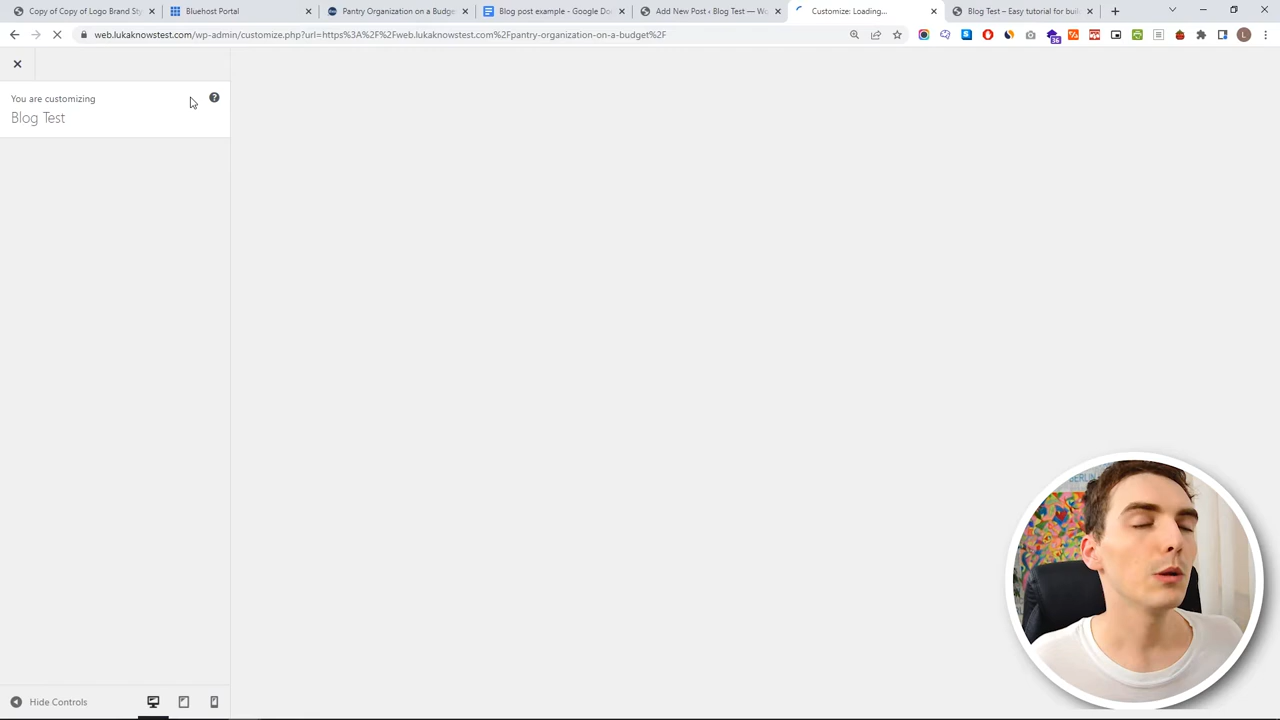 Copy of Copy of Logo Brand Sty
Bluehost Portal
Pantry Organization on a Budge
Blog post example - Google Do
Add New Post ‹ Blog Test — Wo
Customize: Loading...
Blog Test – Easy tutorial for buil
web.lukaknowstest.com/wp-admin/customize.php?url=https%3A%2F%2Fweb.lukaknowstest.com%2Fpantry-organization-on-a-budget%2F
36
L
You are customizing
Blog Test
BERLIN
Hide Controls